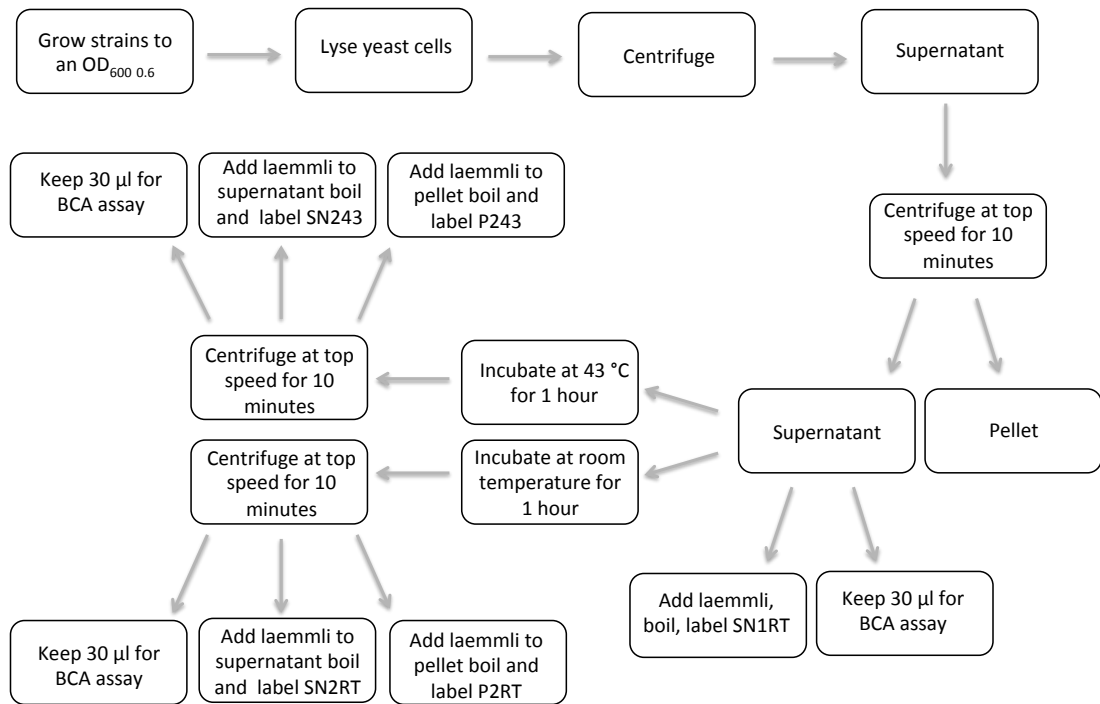 Grow strains to
an OD600 0.6
Lyse yeast cells
Centrifuge
Supernatant
Keep 30 µl for
BCA assay
Add laemmli to
supernatant boil
and label SN243
Add laemmli to
pellet boil and
label P243
Centrifuge at top
speed for 10
minutes
Centrifuge at top
speed for 10
minutes
Incubate at 43 °C
for 1 hour
Supernatant
Pellet
Centrifuge at top
speed for 10
minutes
Incubate at room
temperature for
1 hour
Add laemmli,
boil, label SN1RT
Keep 30 µl for
BCA assay
Keep 30 µl for
BCA assay
Add laemmli to
supernatant boil
and label SN2RT
Add laemmli to
pellet boil and
label P2RT